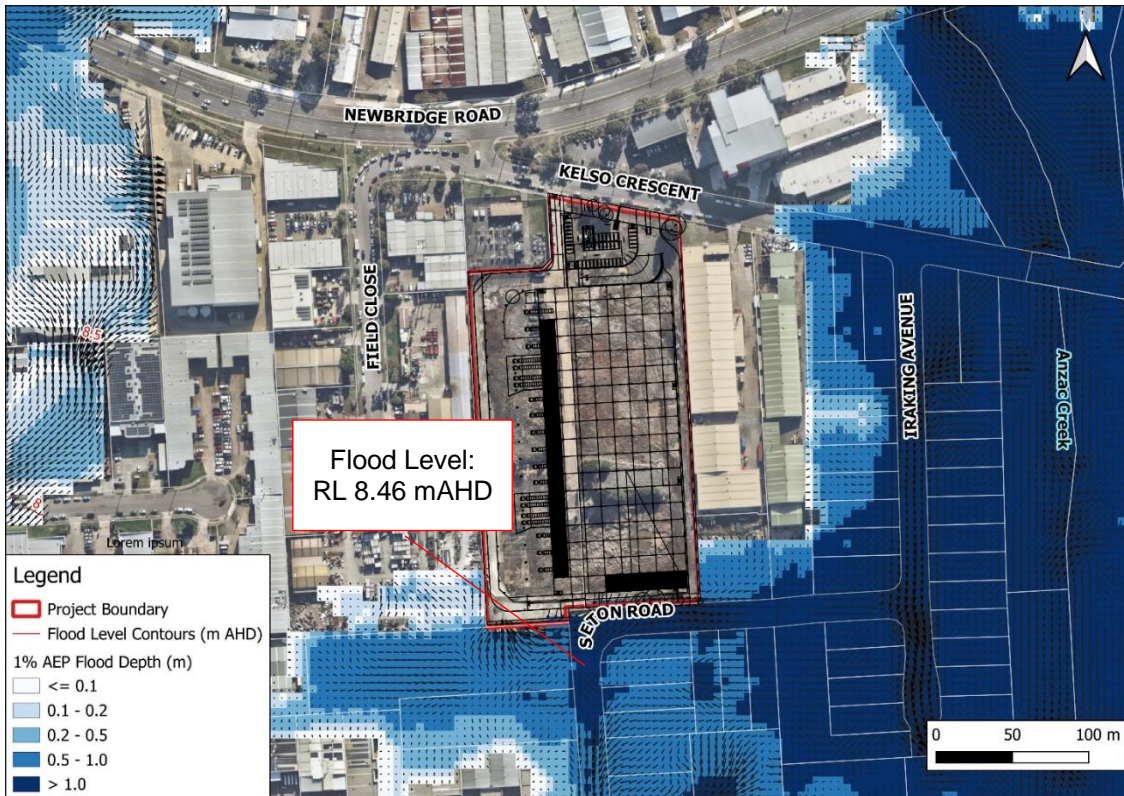 N
NEWBRIDGE ROAD
KELSO CRESCENT
FIELD CLOSE
IRAKING AVENUE
Anzac Creek
8.5
Flood Level:
RL 8.46 mAHD
8
Lorem ipsum
SETON ROAD
Legend
Project Boundary
Flood Level Contours (m AHD)
1% AEP Flood Depth (m)
<= 0.1
0.1 - 0.2
0.2 - 0.5
0.5 - 1.0
> 1.0
0 50 100 m